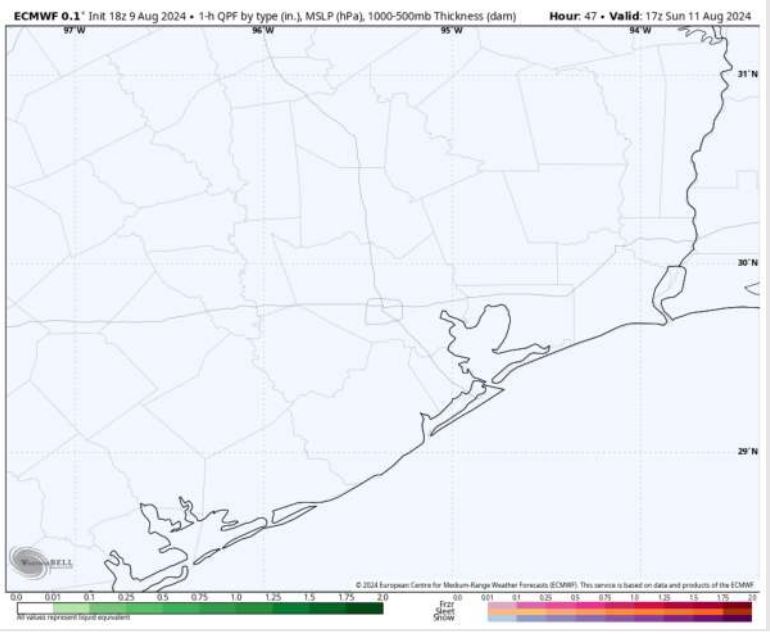 ECMWF 0.1° Init 18z 9 Aug 2024 • 1-h QPF by type (in.), MSLP (hPa), 1000-500mb Thickness (dam) Hour: 47 • Valid: 17z Sun 11 Aug 2024
97°W 96°W 95°W 94°W
31°N
30°N
29°N
WeatherBELL
© 2024 European Centre for Medium-Range Weather Forecasts (ECMWF). This service is based on data and products of the ECMWF
0.0 0.01 0.1 0.25 0.5 0.75 1.0 1.25 1.5 1.75 2.0
0.0 0.01 0.1 0.25 0.5 0.75 1.0 1.25 1.5 1.75 2.0
Frzr
Sleet
Snow
All values represent liquid equivalent